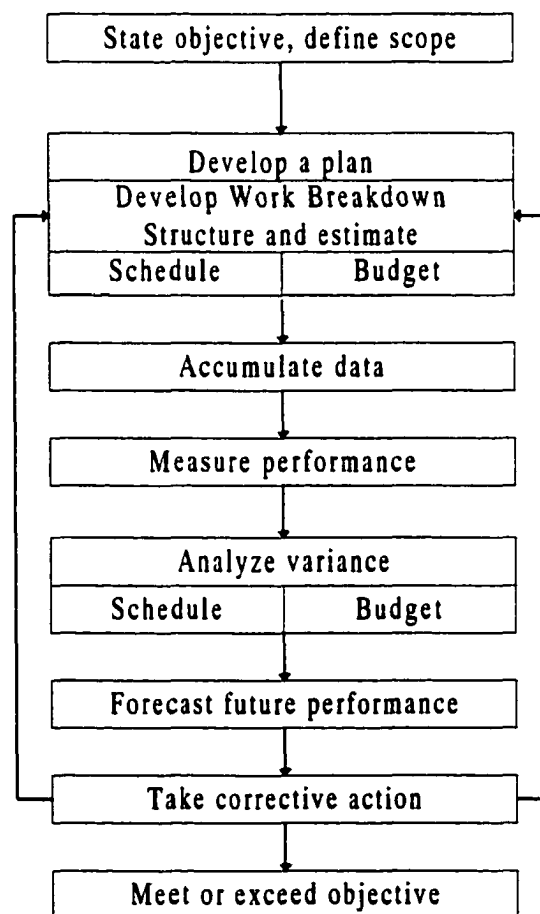 State objective, define scope
Develop a plan
Develop Work Breakdown
Structure and estimate
Schedule Budget
Accumulate data
Measure performance
Analyze variance
Schedule Budget
Forecast future performance
Take corrective action
Meet or exceed objective